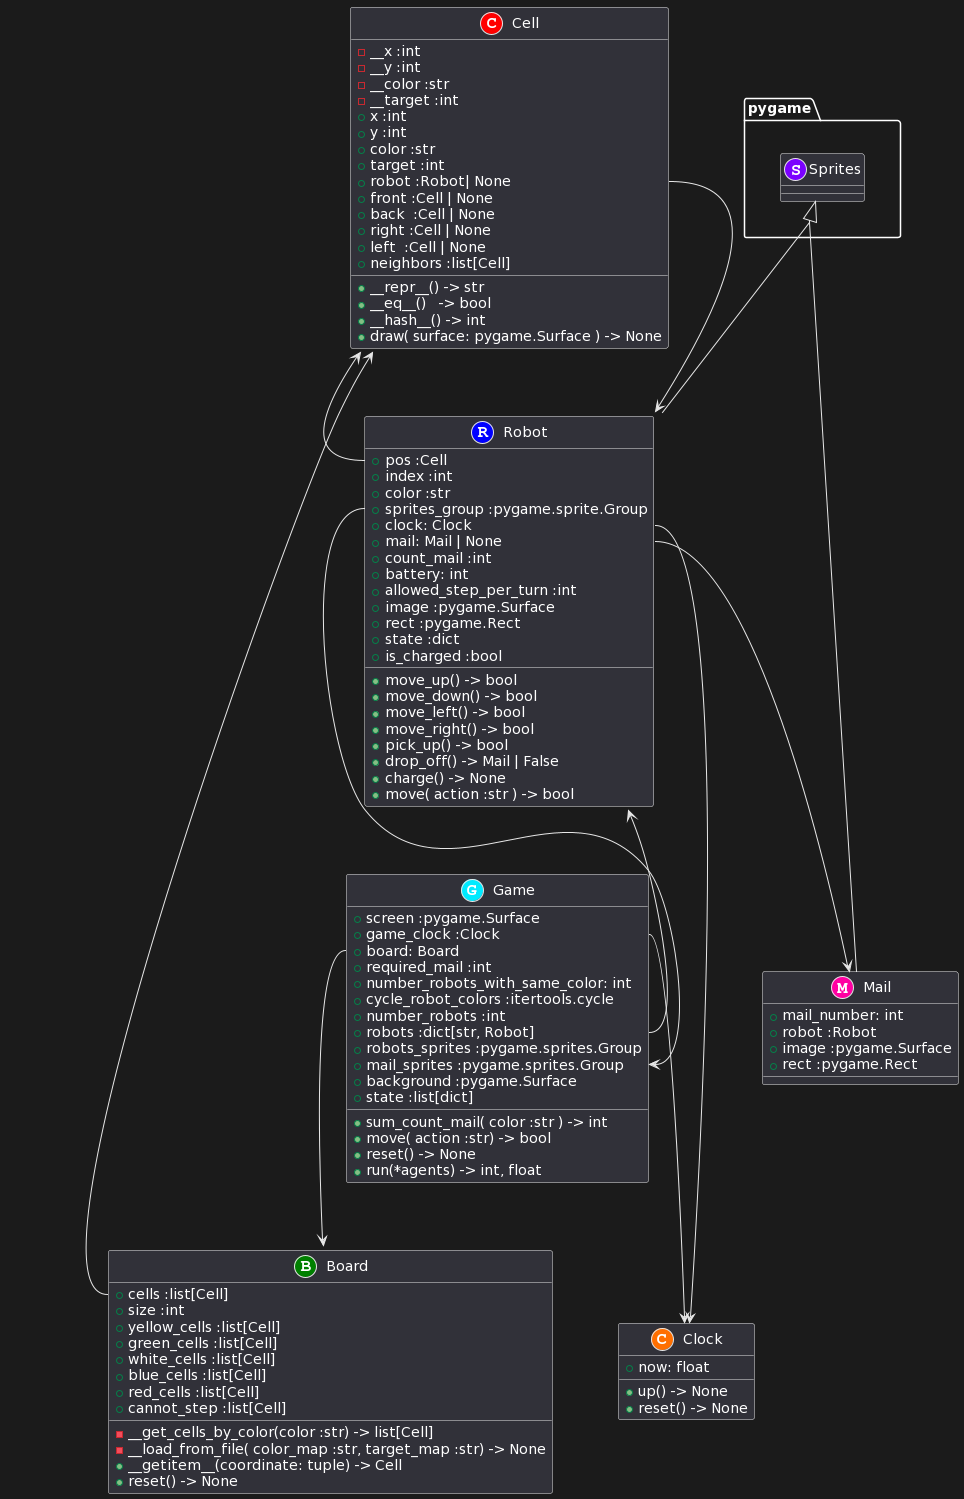 C Cell
__x :int
__y :int
__color :str
__target :int
x :int
y :int
color :str
target :int
robot :Robot| None
front :Cell | None
back  :Cell | None
right :Cell | None
left  :Cell | None
neighbors :list[Cell]
__repr__() -> str
__eq__()   -> bool
__hash__() -> int
draw( surface: pygame.Surface ) -> None
pygame
S Sprites
R Robot
pos :Cell
index :int
color :str
sprites_group :pygame.sprite.Group
clock: Clock
mail: Mail | None
count_mail :int
battery: int
allowed_step_per_turn :int
image :pygame.Surface
rect :pygame.Rect
state :dict
is_charged :bool
move_up() -> bool
move_down() -> bool
move_left() -> bool
move_right() -> bool
pick_up() -> bool
drop_off() -> Mail | False
charge() -> None
move( action :str ) -> bool
G Game
screen :pygame.Surface
game_clock :Clock
board: Board
required_mail :int
number_robots_with_same_color: int
cycle_robot_colors :itertools.cycle
number_robots :int
robots :dict[str, Robot]
robots_sprites :pygame.sprites.Group
mail_sprites :pygame.sprites.Group
background :pygame.Surface
state :list[dict]
sum_count_mail( color :str ) -> int
move( action :str) -> bool
reset() -> None
run(*agents) -> int, float
M Mail
mail_number: int
robot :Robot
image :pygame.Surface
rect :pygame.Rect
B Board
cells :list[Cell]
size :int
yellow_cells :list[Cell]
green_cells :list[Cell]
white_cells :list[Cell]
blue_cells :list[Cell]
red_cells :list[Cell]
cannot_step :list[Cell]
__get_cells_by_color(color :str) -> list[Cell]
__load_from_file( color_map :str, target_map :str) -> None
__getitem__(coordinate: tuple) -> Cell
reset() -> None
C Clock
now: float
up() -> None
reset() -> None